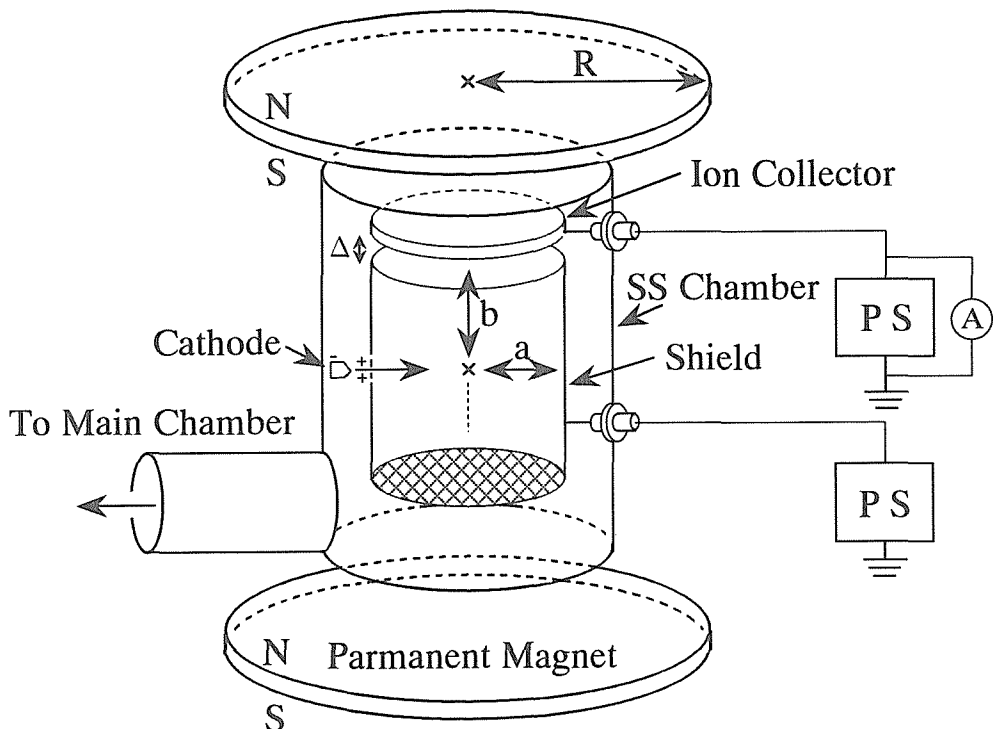 R
N
S
Ion Collector
Δ
SS Chamber
P S
A
b
Cathode
-
++
++
a
Shield
To Main Chamber
P S
N
Parmanent Magnet
S